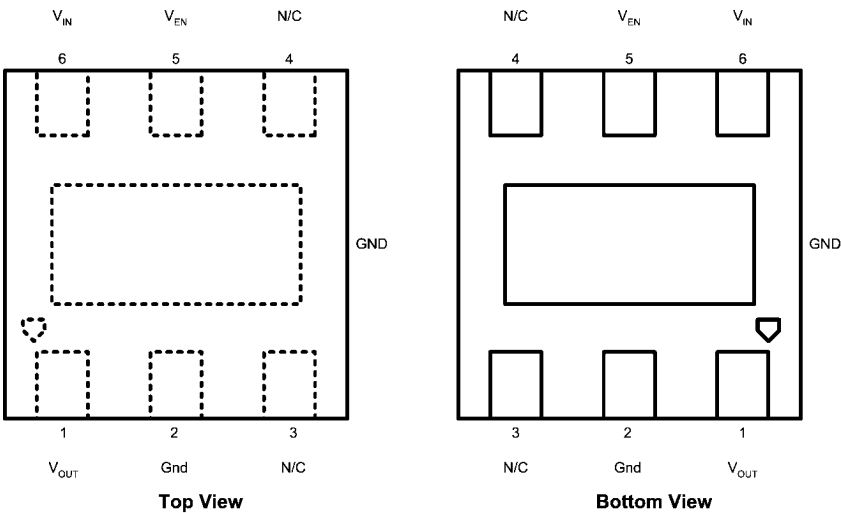 V_IN V_EN N/C N/C V_EN V_IN
6 5 4 4 5 6
GND GND
1 2 3 3 2 1
V_OUT Gnd N/C N/C Gnd V_OUT
Top View Bottom View